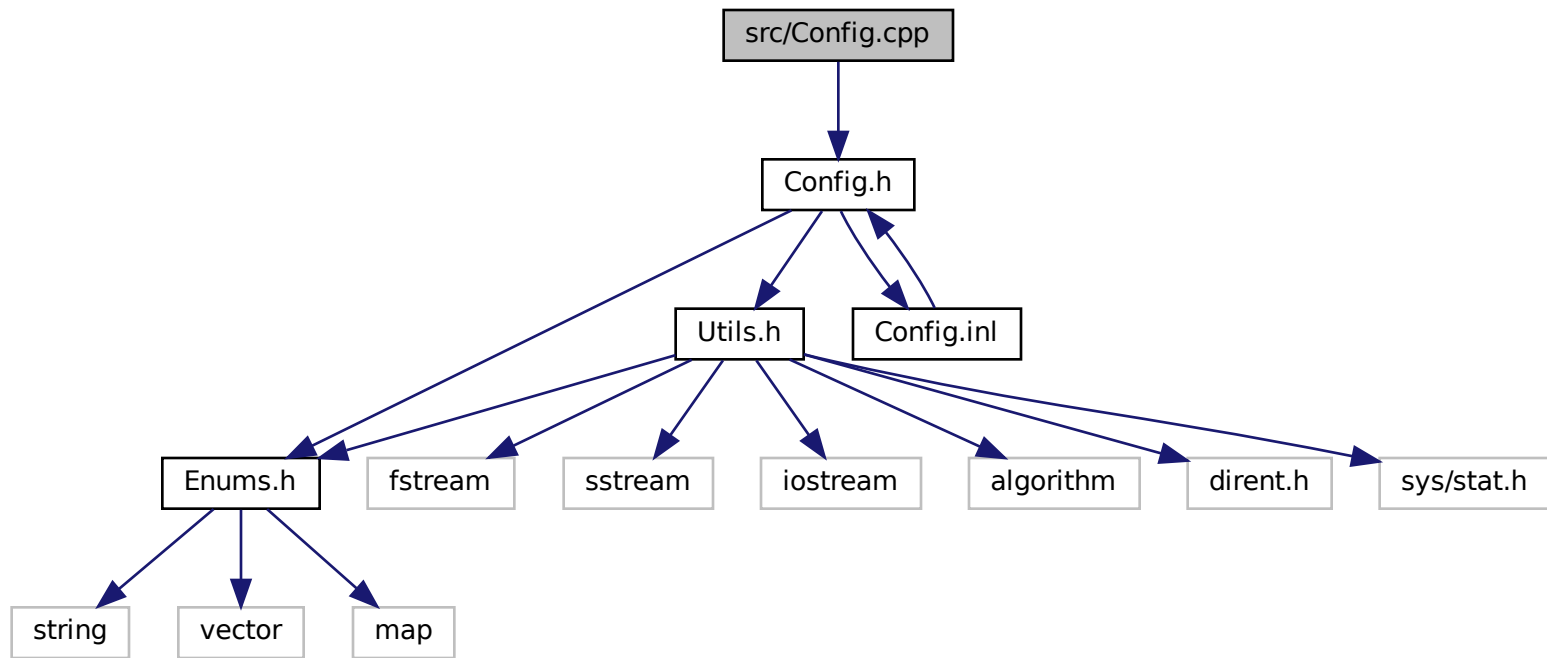 src/Config.cpp
Config.h
Utils.h
Config.inl
Enums.h
fstream
sstream
iostream
algorithm
dirent.h
sys/stat.h
string
vector
map